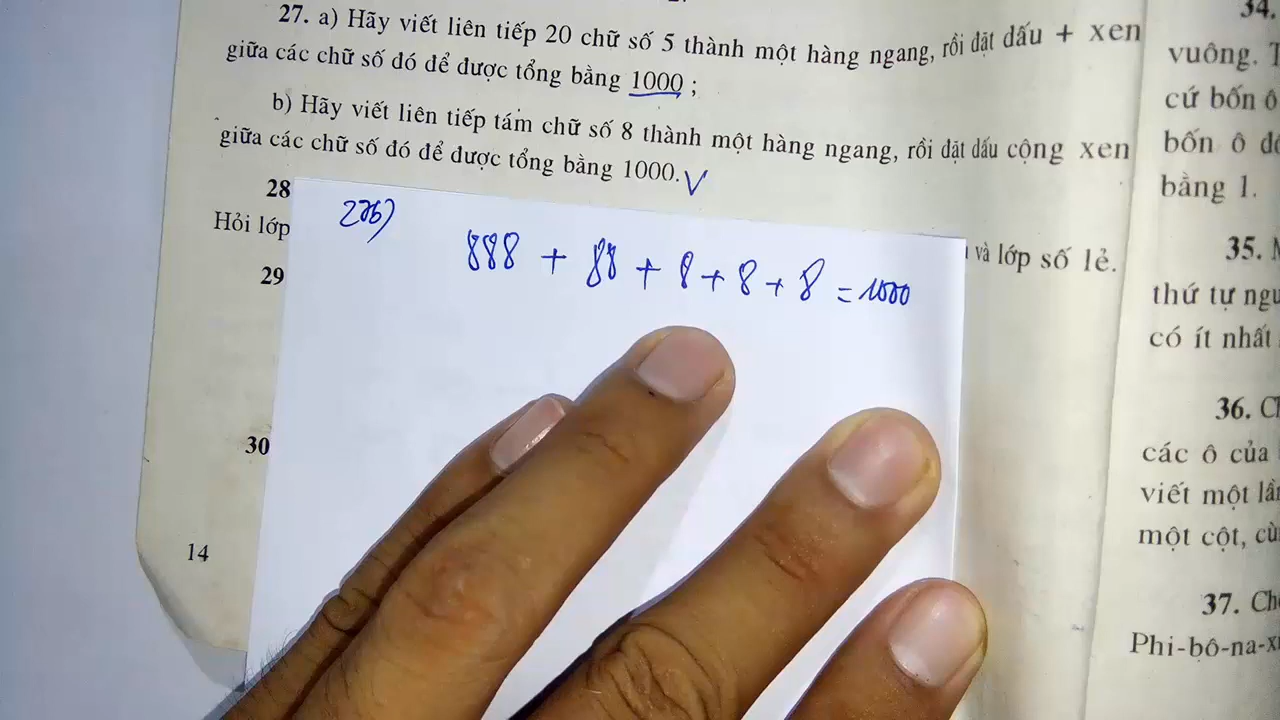 27. a) Hãy viết liên tiếp 20 chữ số 5 thành một hàng ngang, rồi đặt dấu + xen
giữa các chữ số đó để được tổng bằng 1000 ;
b) Hãy viết liên tiếp tám chữ số 8 thành một hàng ngang, rồi đặt dấu cộng xen
giữa các chữ số đó để được tổng bằng 1000. V
28
Hỏi lớp
và lớp số lẻ.
29
30
14
27b)
888 + 88 + 8 + 8 + 8 = 1000
34.
vuông.
cứ bốn ô
bốn ô
bằng 1.
35.
thứ tự
có ít nhất
36.
các ô của
viết một
một cột,
37.
Phi-bô-na-